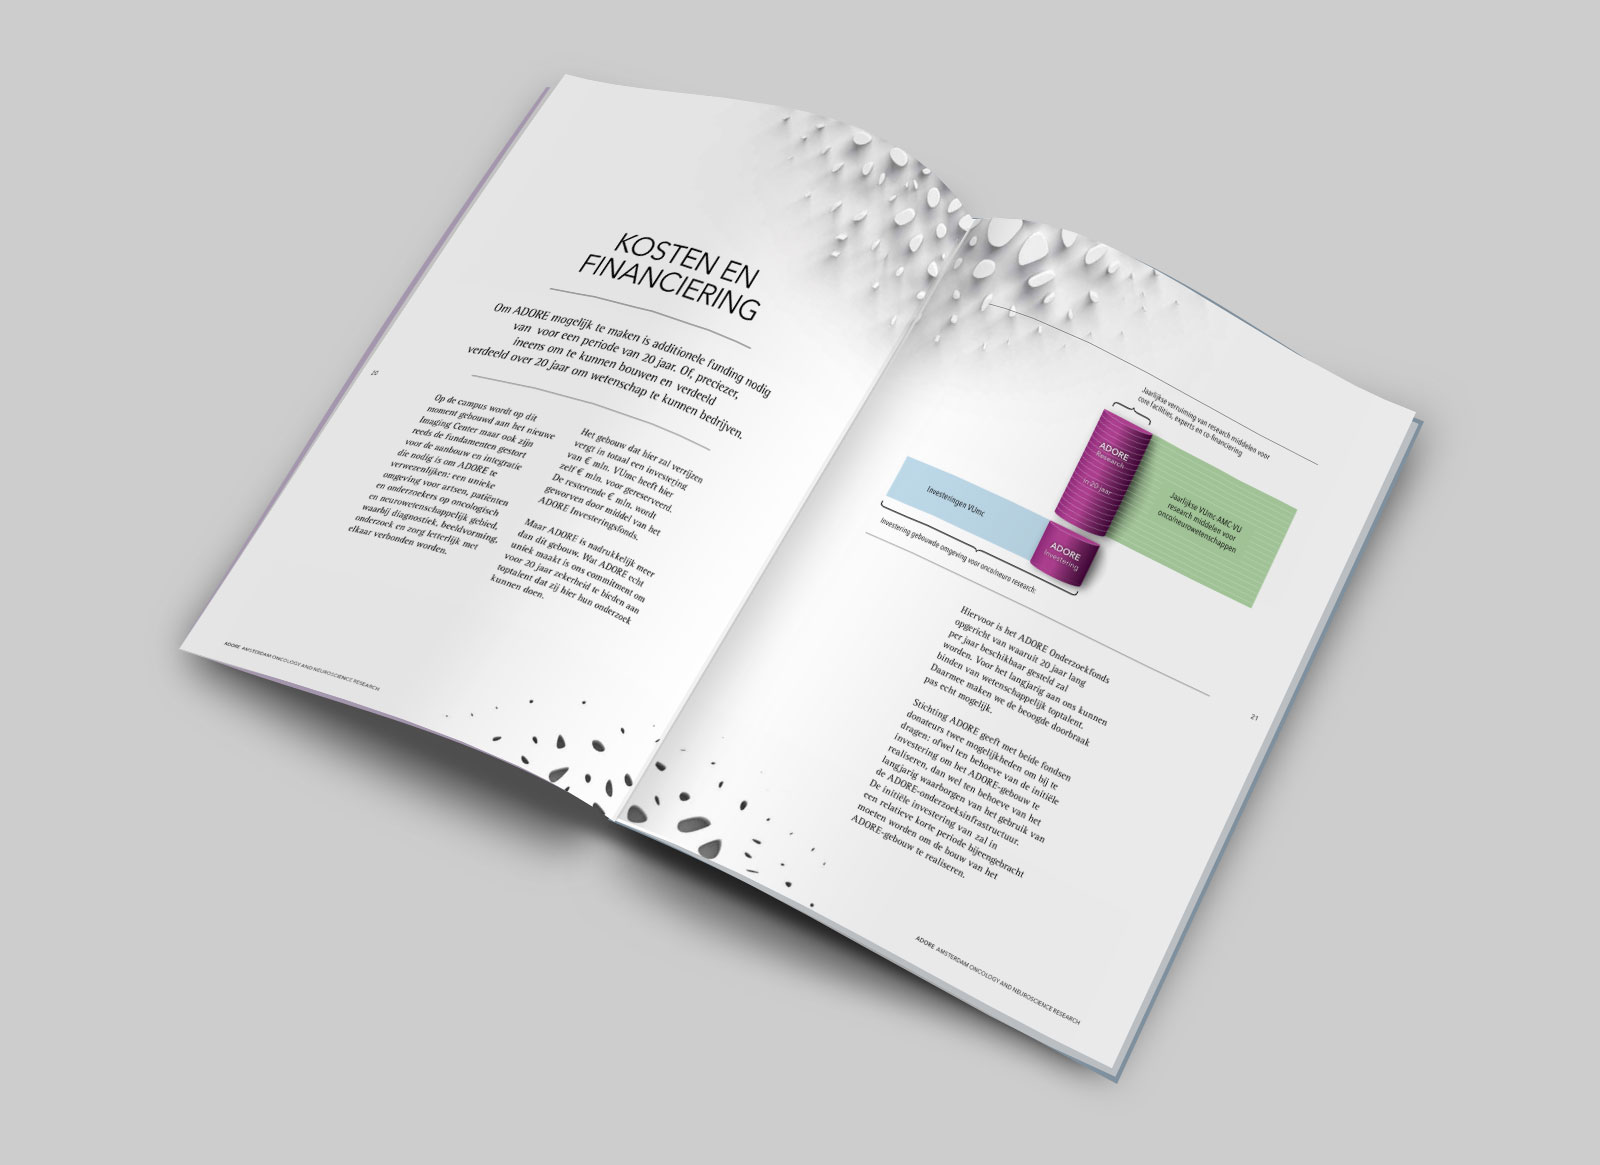 KOSTEN EN
FINANCIERING
Om ADORE mogelijk te maken is additionele funding nodig
van voor een periode van 20 jaar. Of, preciezer,
ineens om te kunnen bouwen en verdeeld
verdeeld over 20 jaar om wetenschap te kunnen bedrijven.
20
Op de campus wordt op dit
moment gebouwd aan het nieuwe
Imaging Center maar ook zijn
reeds de fundamenten gestort
voor de aanbouw en integratie
die nodig is om ADORE te
verwezenlijken: een unieke
omgeving voor artsen, patiënten
en onderzoekers op oncologisch
en neurowetenschappelijk gebied,
waarbij diagnostiek, beeldvorming,
onderzoek en zorg letterlijk met
elkaar verbonden worden.
Het gebouw dat hier zal verrijzen
vergt in totaal een investering
van € mln. VUmc heeft hier
zelf € mln. voor gereserveerd.
De resterende € mln. wordt
geworven door middel van het
ADORE Investeringsfonds.
Maar ADORE is nadrukkelijk meer
dan dit gebouw. Wat ADORE echt
uniek maakt is ons commitment om
voor 20 jaar zekerheid te bieden aan
toptalent dat zij hier hun onderzoek
kunnen doen.
ADORE AMSTERDAM ONCOLOGY AND NEUROSCIENCE RESEARCH
Jaarlijkse verruiming van research middelen voor
core facilities, experts en co-financiering
ADORE
Research
in 20 jaar
Jaarlijkse VUmc-AMC-VU
research middelen voor
onco/neurowetenschappen
Investeringen VUmc
ADORE
Investering
Investering gebouwde omgeving voor onco/neuro research:
Hiervoor is het ADORE Onderzoekfonds
opgericht van waaruit 20 jaar lang
per jaar beschikbaar gesteld zal
worden. Voor het langjarig aan ons kunnen
binden van wetenschappelijk toptalent.
Daarmee maken we de beoogde doorbraak
pas echt mogelijk.
Stichting ADORE geeft met beide fondsen
donateurs twee mogelijkheden om bij te
dragen: ofwel ten behoeve van de initiële
investering om het ADORE-gebouw te
realiseren, dan wel ten behoeve van het
langjarig waarborgen van het gebruik van
de ADORE-onderzoeksinfrastructuur.
De initiële investering van zal in
een relatieve korte periode bijeengebracht
moeten worden om de bouw van het
ADORE-gebouw te realiseren.
21
ADORE AMSTERDAM ONCOLOGY AND NEUROSCIENCE RESEARCH